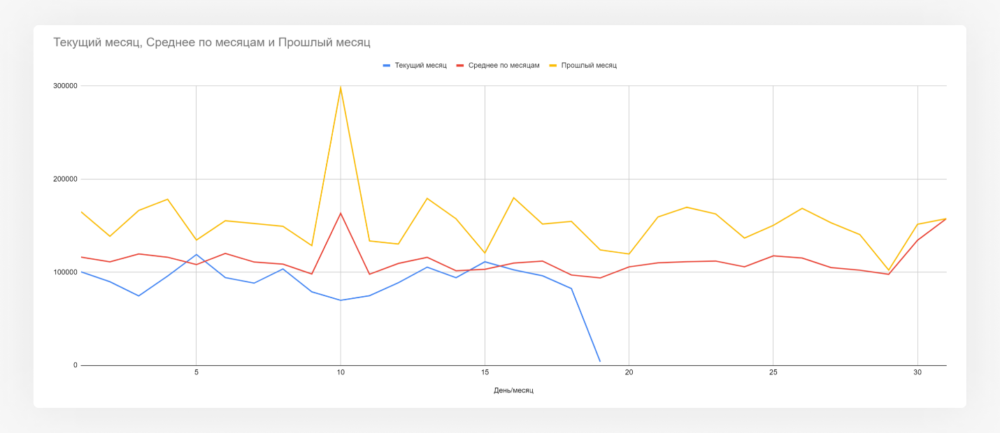 Текущий месяц, Среднее по месяцам и Прошлый месяц
Текущий месяц Среднее по месяцам Прошлый месяц
300000
200000
100000
0
5 10 15 20 25 30
День/месяц